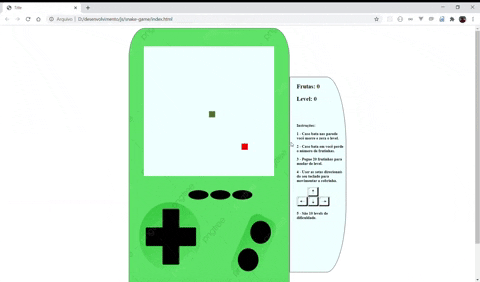 Title
Arquivo | D:/desenvolvimento/js/snake-game/index.html
Frutas: 0
Level: 0
Instruções:
1 - Caso bata nas parede
você morre e zera o level.
2 - Caso bata em você perde
o número de frutinhas
3 - Pegue 20 frutinhas para
mudar de level.
4 - Usar as setas direcionais
do seu teclado para
movimentar a cobrinha.
5 - São 10 levels da
dificuldade.